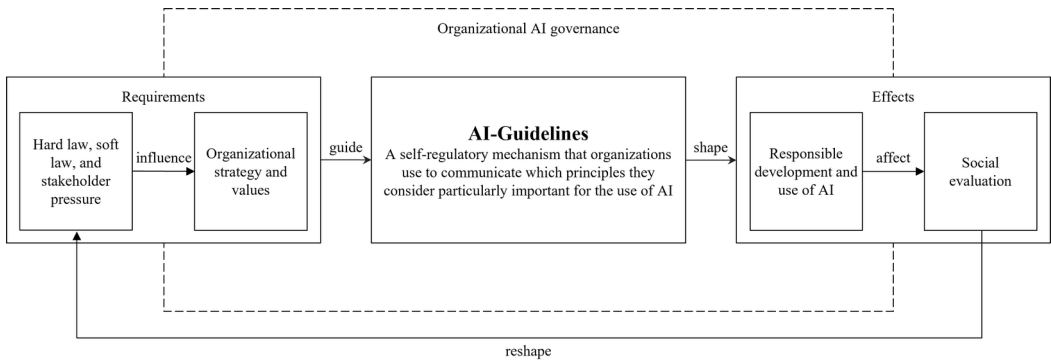 Organizational AI governance
Requirements
Hard law, soft
law, and
stakeholder
pressure
influence
Organizational
strategy and
values
guide
AI-Guidelines
A self-regulatory mechanism that organizations
use to communicate which principles they
consider particularly important for the use of AI
shape
Effects
Responsible
development and
use of AI
affect
Social
evaluation
reshape